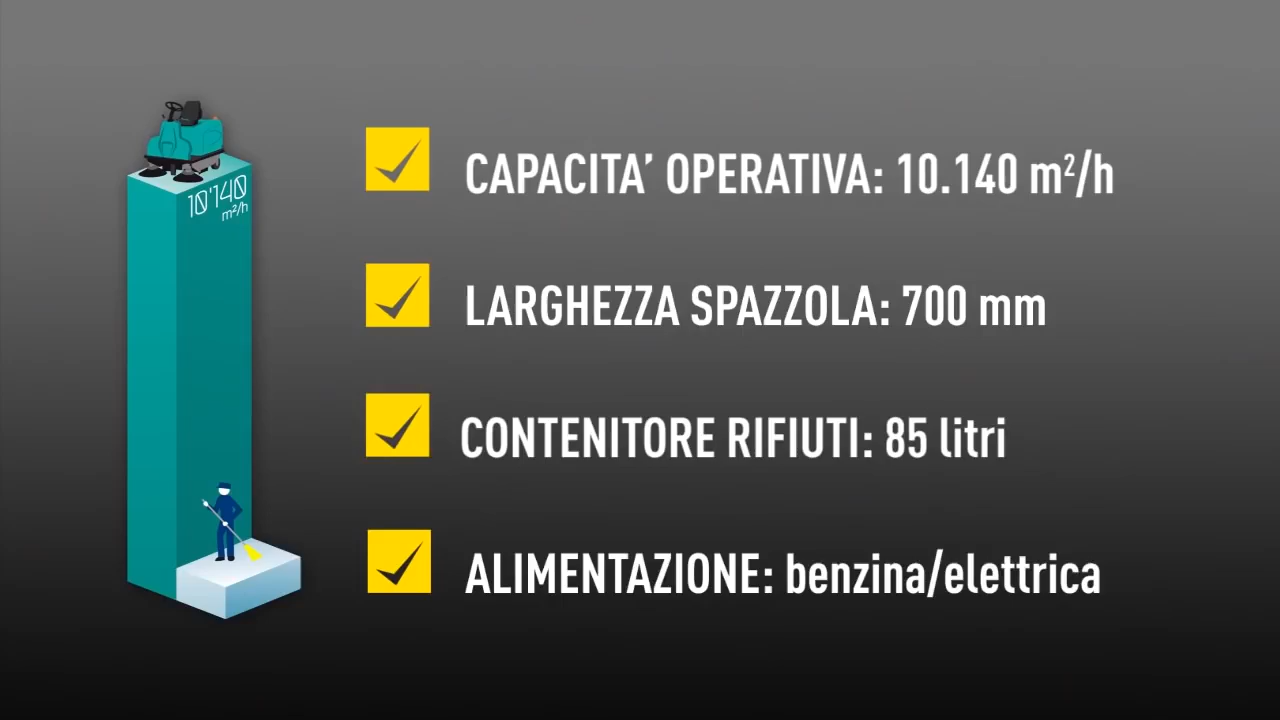 10'140
m²/h
CAPACITA’ OPERATIVA: 10.140 m²/h
LARGHEZZA SPAZZOLA: 700 mm
CONTENITORE RIFIUTI: 85 litri
ALIMENTAZIONE: benzina/elettrica